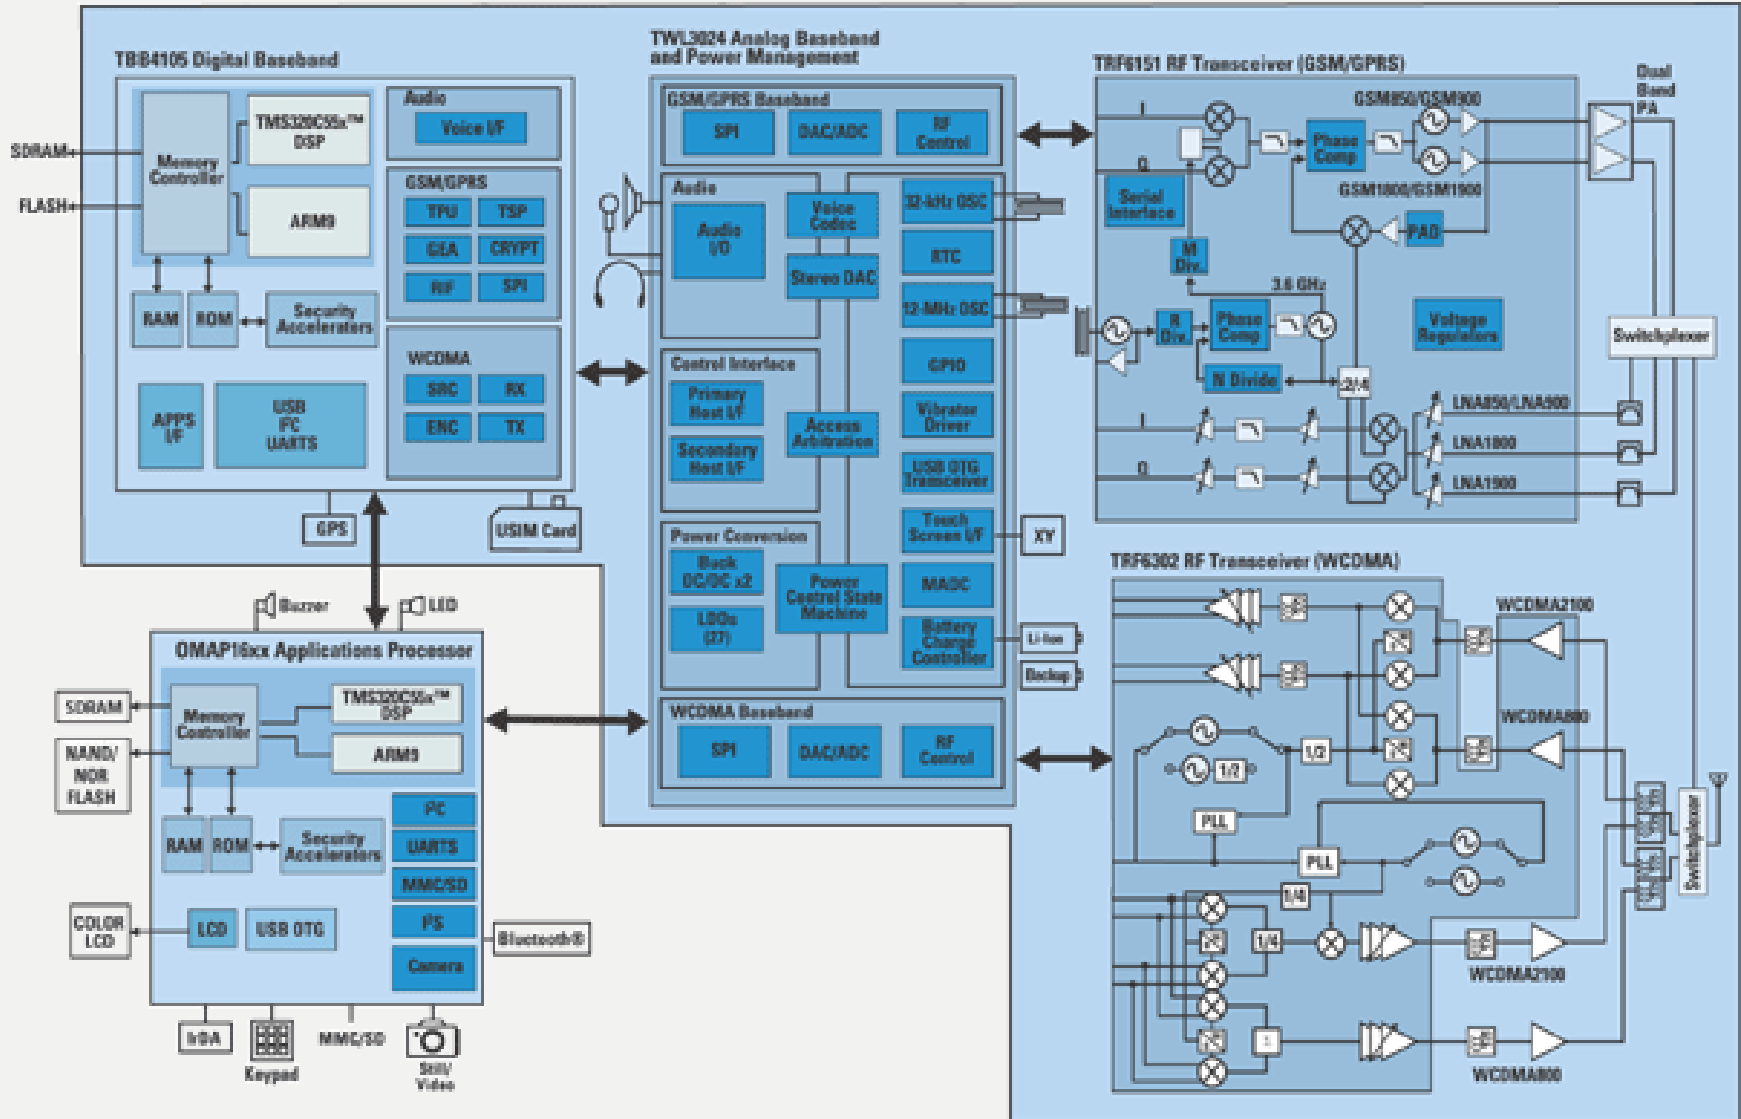 TBB4105 Digital Baseband
Memory
Controller
TMS320C55x™
DSP
ARM9
SDRAM
FLASH
RAM
ROM
Security
Accelerators
APPS
I/F
USB
I²C
UARTS
Audio
Voice I/F
GSM/GPRS
TPU
TSP
GEA
CRYPT
RIF
SPI
WCDMA
SRC
RX
ENC
TX
GPS
USIM Card
TWL3024 Analog Baseband
and Power Management
GSM/GPRS Baseband
SPI
DAC/ADC
RF
Control
Audio
Audio
I/O
Voice
Codec
Stereo DAC
32-kHz OSC
RTC
12-MHz OSC
GPIO
Vibrator
Driver
USB OTG
Transceiver
Touch
Screen I/F
MADC
Battery
Charge
Controller
Control Interface
Primary
Host I/F
Secondary
Host I/F
Access
Arbitration
Power Conversion
Buck
DC/DC x2
LDOs
(27)
Power
Control State
Machine
XY
Li-Ion
Backup
WCDMA Baseband
SPI
DAC/ADC
RF
Control
TRF6151 RF Transceiver (GSM/GPRS)
I
Q
Serial
Interface
Phase
Comp
GSM850/GSM900
GSM1800/GSM1900
PAD
M
Div.
3.6 GHz
R
Div.
Phase
Comp
N Divide
Voltage
Regulators
I
Q
LNA850/LNA900
LNA1800
LNA1900
Dual
Band
PA
Switchplexer
TRF6302 RF Transceiver (WCDMA)
WCDMA2100
WCDMA800
1/2
1/2
PLL
PLL
1/4
1/4
WCDMA2100
WCDMA800
Switchplexer
Buzzer
LED
OMAP16xx Applications Processor
Memory
Controller
TMS320C55x™
DSP
ARM9
SDRAM
NAND/
NOR
FLASH
RAM
ROM
Security
Accelerators
I²C
UARTS
MMC/SD
I²S
Camera
LCD
USB OTG
COLOR
LCD
Bluetooth®
IrDA
Keypad
MMC/SD
Still/
Video